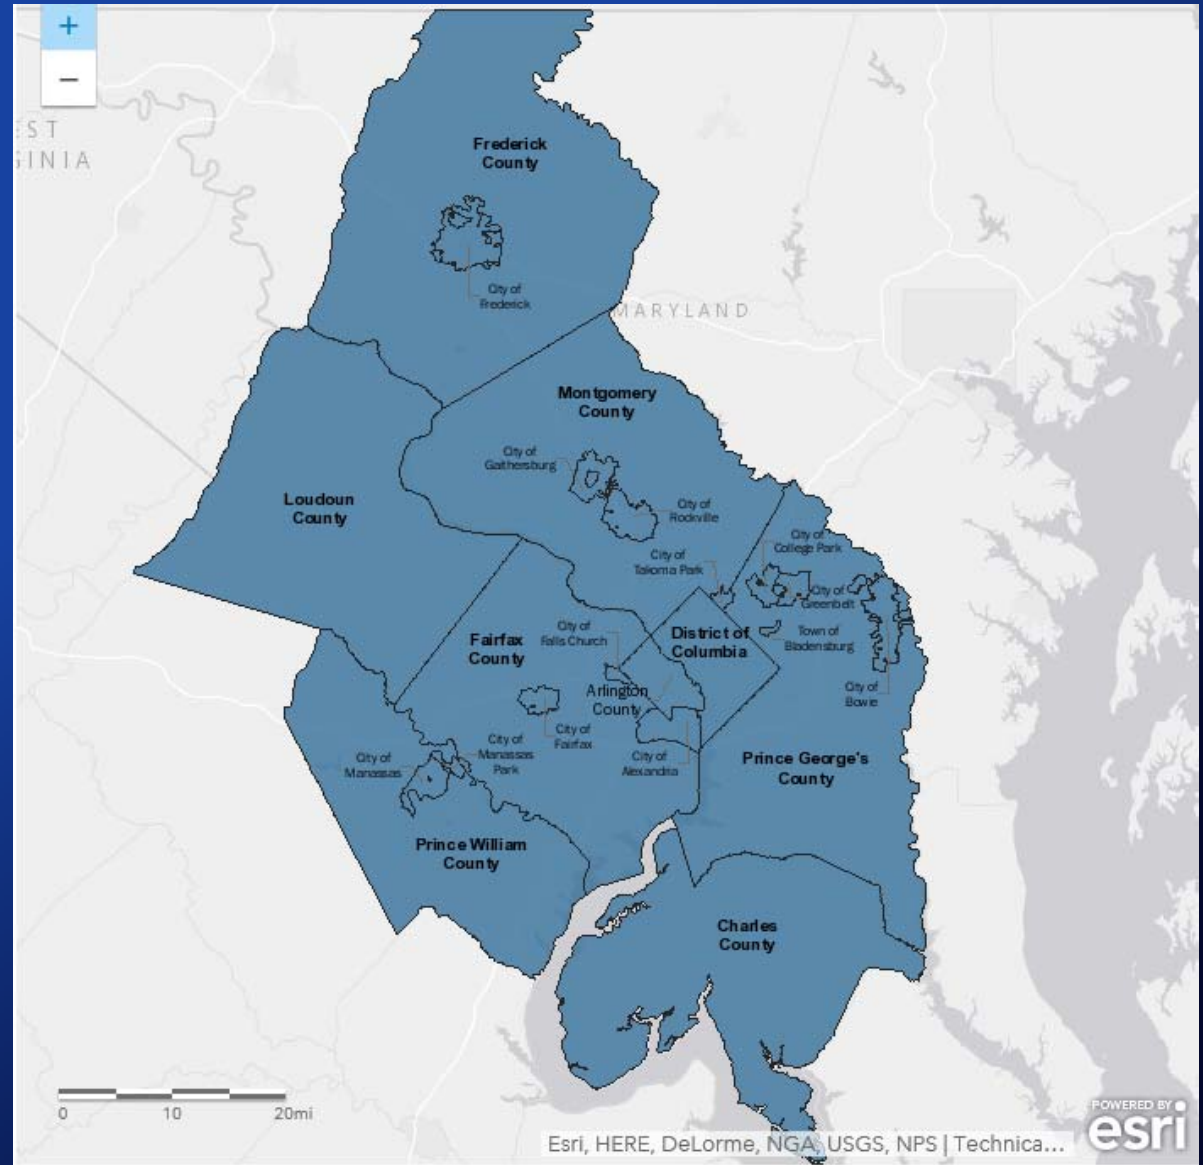 +
−
EST
GINIA
Frederick
County
City of
Frederick
MARYLAND
Montgomery
County
City of
Gaithersburg
Loudoun
County
City of
Rockville
City of
College Park
City of
Takoma Park
City of
Greenbelt
City of
Falls Church
District of
Columbia
Town of
Bladensburg
Fairfax
County
Arlington
County
City of
Bowie
City of
Fairfax
City of
Manassas
Park
City of
Manassas
City of
Alexandria
Prince George's
County
Prince William
County
Charles
County
0 10 20mi
Esri, HERE, DeLorme, NGA, USGS, NPS | Technica...
POWERED BY
esri